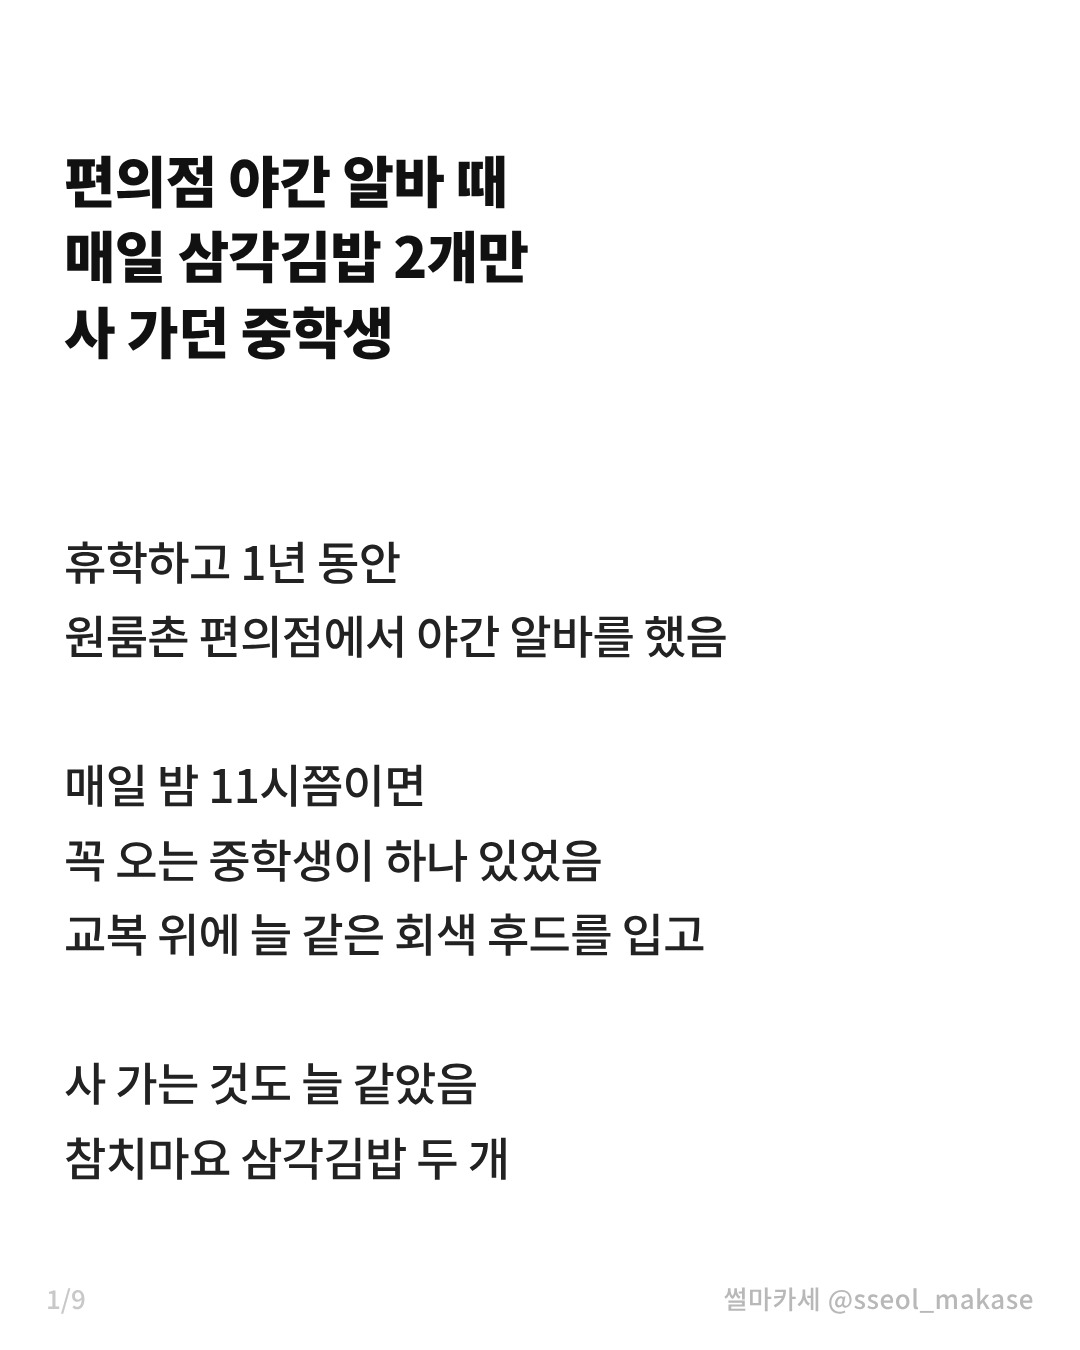 편의점 야간 알바 때
매일 삼각김밥 2개만
사 가던 중학생
휴학하고 1년 동안
원룸촌 편의점에서 야간 알바를 했음
매일 밤 11시쯤이면
꼭 오는 중학생이 하나 있었음
교복 위에 늘 같은 회색 후드를 입고
사 가는 것도 늘 같았음
참치마요 삼각김밥 두 개
1/9
썰마카세 @sseol_makase